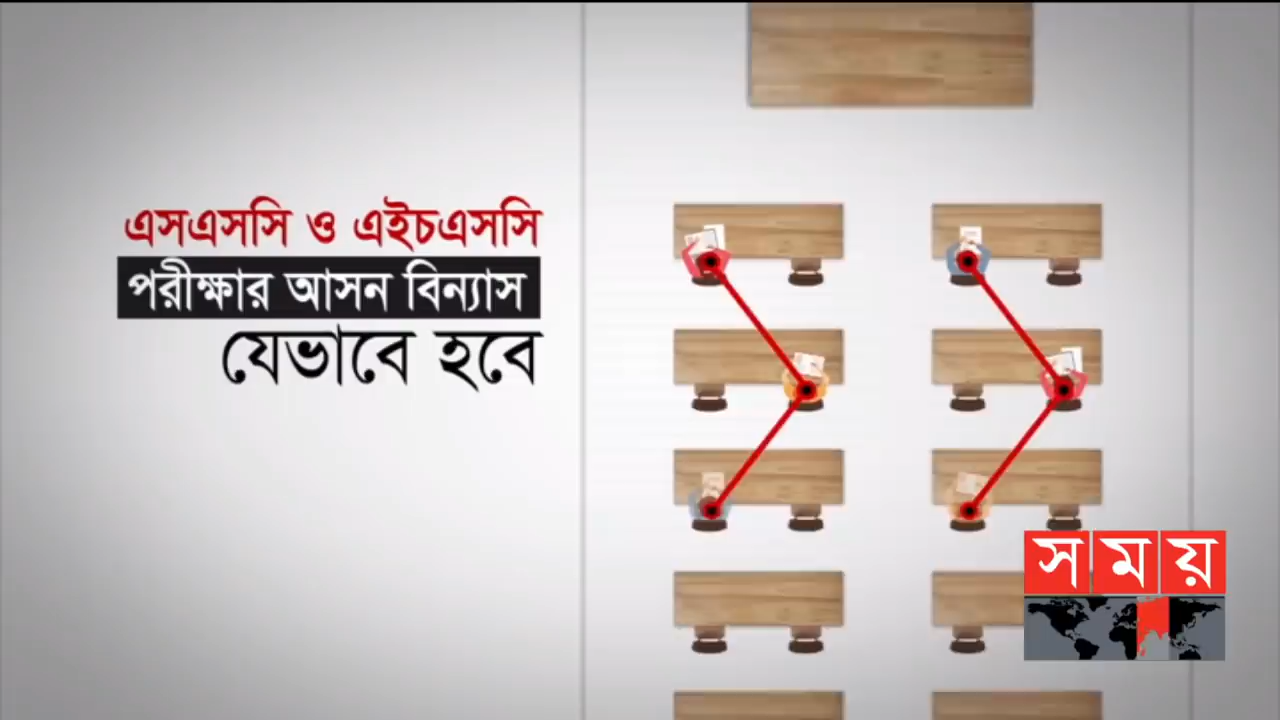 এসএসসি ও এইচএসসি
পরীক্ষার আসন বিন্যাস
যেভাবে হবে
সময়